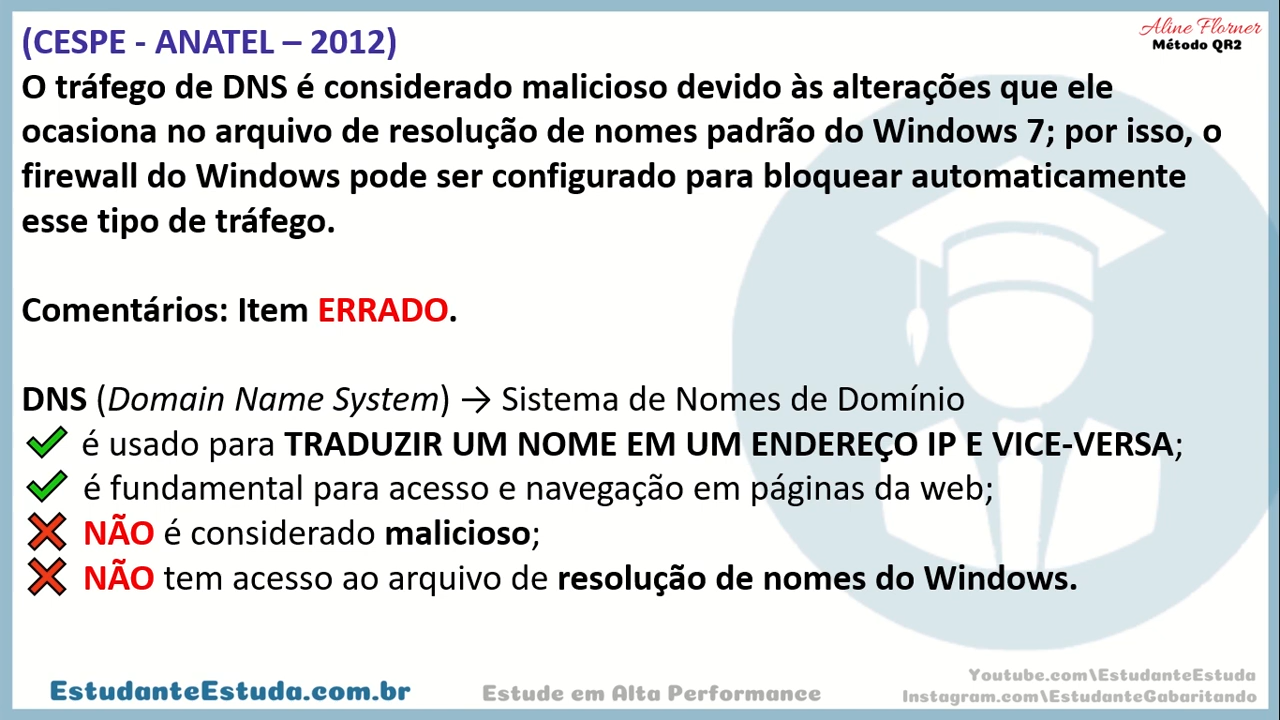 (CESPE - ANATEL – 2012)
Aline Florner
Método QR2
O tráfego de DNS é considerado malicioso devido às alterações que ele
ocasiona no arquivo de resolução de nomes padrão do Windows 7; por isso, o
firewall do Windows pode ser configurado para bloquear automaticamente
esse tipo de tráfego.
Comentários: Item ERRADO.
DNS (Domain Name System) → Sistema de Nomes de Domínio
é usado para TRADUZIR UM NOME EM UM ENDEREÇO IP E VICE-VERSA;
é fundamental para acesso e navegação em páginas da web;
NÃO é considerado malicioso;
NÃO tem acesso ao arquivo de resolução de nomes do Windows.
EstudanteEstuda.com.br
Estude em Alta Performance
Youtube.com\EstudanteEstuda
Instagram.com\EstudanteGabaritando